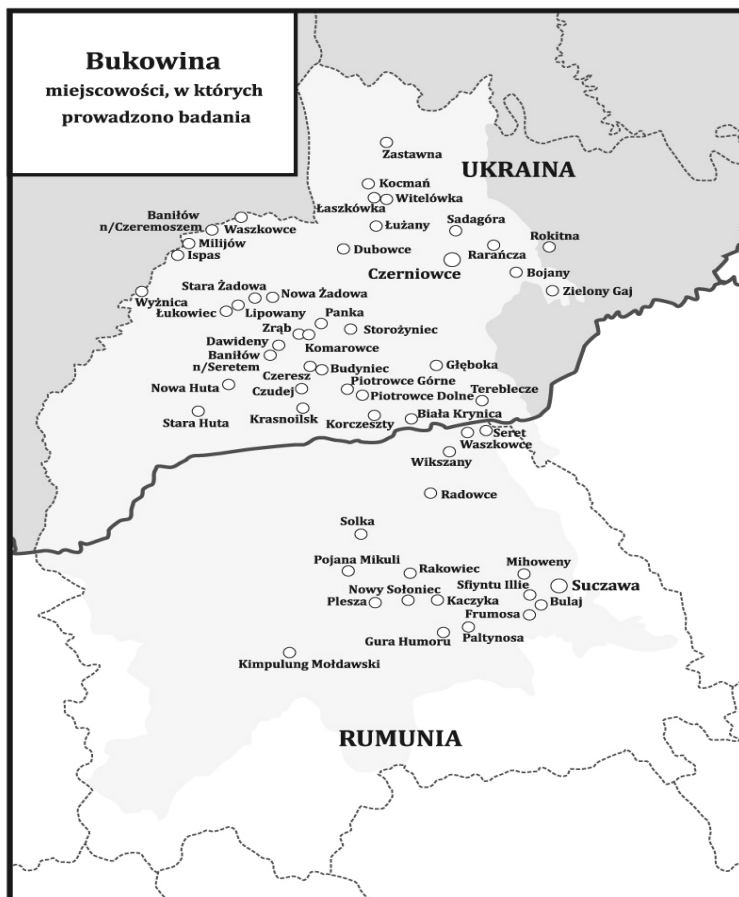 Bukowina
miejscowości, w których
prowadzono badania
Zastawna
UKRAINA
Kocmań
Witelówka
Łaszkówka
Baniłów
n/Czeremoszem
Waszkowce
Łużany
Sadagóra
Rokitna
Milijów
Dubowce
Rarańcza
Ispas
Czerniowce
Bojany
Stara Żadowa
Nowa Żadowa
Zielony Gaj
Wyżnica
Łukowiec
Lipowany
Panka
Zrąb
Storożyniec
Dawideny
Komarowce
Baniłów
n/Seretem
Głęboka
Czeresz
Budyniec
Nowa Huta
Czudej
Piotrowce Górne
Piotrowce Dolne
Tereblecze
Stara Huta
Krasnoilsk
Korczeszty
Biała Krynica
Seret
Waszkowce
Wikszany
Radowce
Solka
Pojana Mikuli
Rakowiec
Mihoweny
Sfiyntu Illie
Suczawa
Nowy Sołoniec
Plesza
Kaczyka
Bulaj
Frumosa
Gura Humoru
Paltynosa
Kimpulung Mołdawski
RUMUNIA